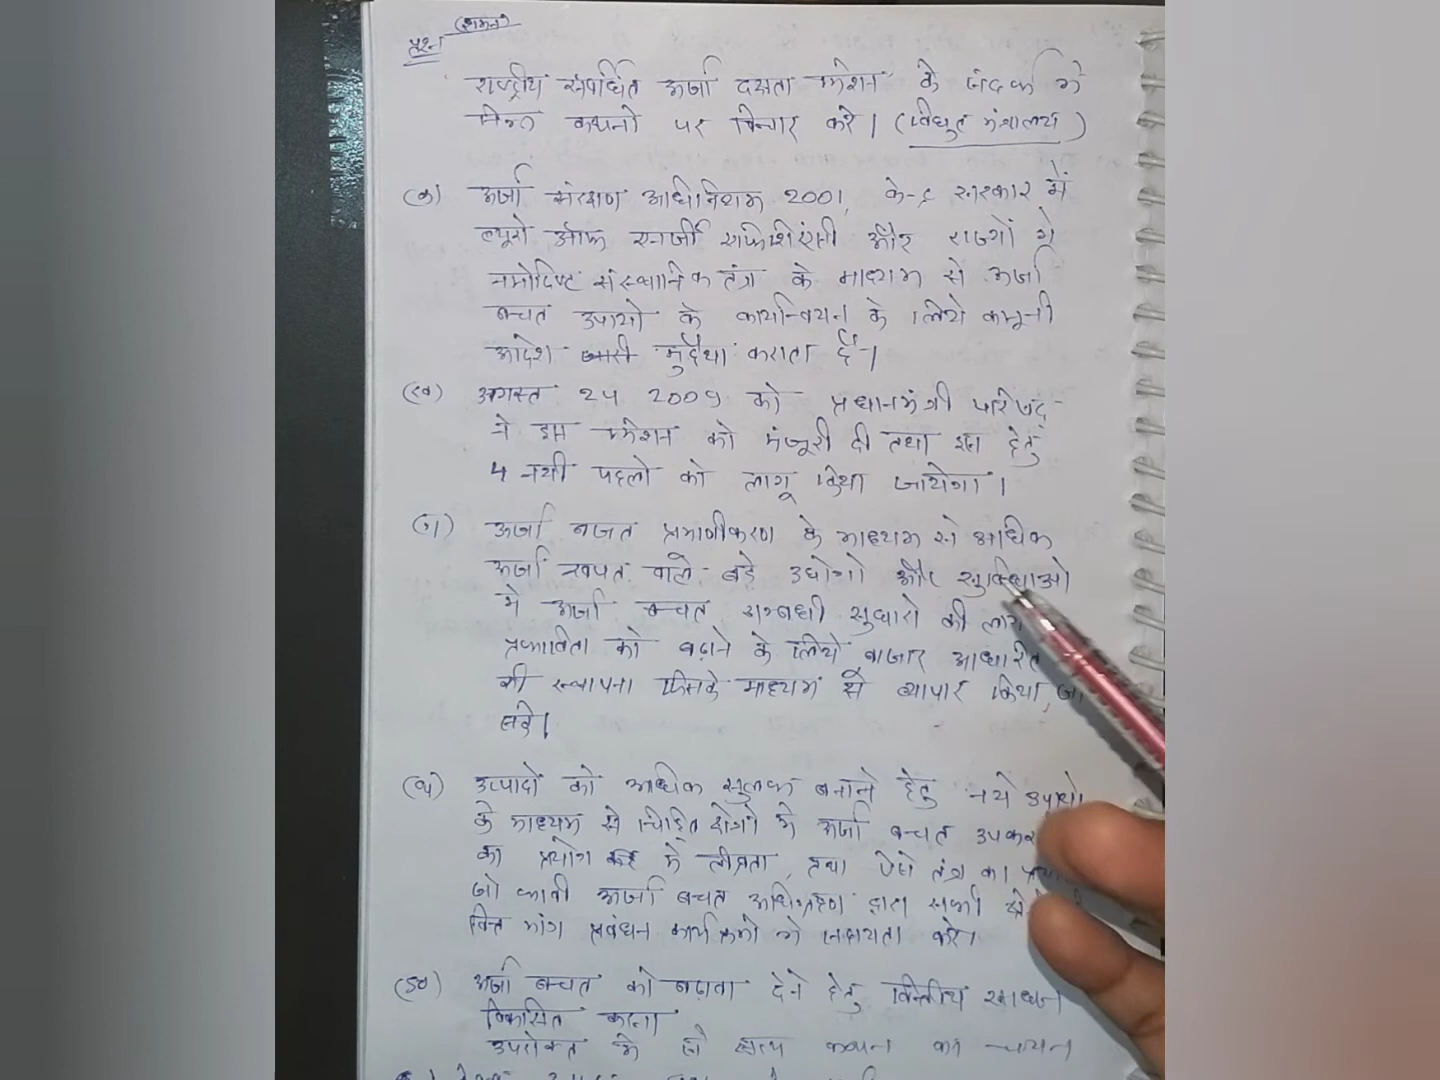 प्रश्न
राष्ट्रीय संवर्धित ऊर्जा दक्षता मिशन के संदर्भ मे
निम्न कथनो पर विचार करे। (विद्युत मंत्रालय)
(क) ऊर्जा संरक्षण अधिनियम 2001, केन्द्र सरकार में
ब्यूरो ऑफ एनर्जी एफिशिएंसी और राज्यों मे
नमोदिष्ट संस्थानिक तंत्र के माध्यम से ऊर्जा
बचत उपायो के कार्यान्वयन के लिये कानूनी
आदेश जारी मुहैया कराता है।
(ख) अगस्त 24 2009 को प्रधानमंत्री परिषद
ने इस मिशन को मंजूरी दी तथा इस हेतु
4 नयी पहलो को लागू किया जायेगा।
(ग) ऊर्जा बजत प्रमाणीकरण के माध्यम से अधिक
ऊर्जा खपत वाले बड़े उद्योगो और सुविधाओ
मे ऊर्जा बचत सम्बधी सुधारो की लाग
प्रभाविता को बढ़ाने के लिये बाजार आधारित
की स्थापना जिसके माध्यम से व्यापार किया जा
सके।
(घ) उत्पादों को अधिक सुलभ बनाने हेतु नये उपायो
के माध्यम से चिन्हित क्षेत्रो मे ऊर्जा बचत उपकर
का प्रयोग मे तीव्रता, तथा ऐसे तंत्र का
जो भावी ऊर्जा बचत अधिग्रहण द्वारा सभी क्षे
वित्त मांग प्रबंधन कार्यक्रमो मे सहायता करे।
(ङ) ऊर्जा बचत को बढ़ावा देने हेतु वित्तीय साधन
विकसित करना
उपरोक्त मे से सत्य कथन का चयन